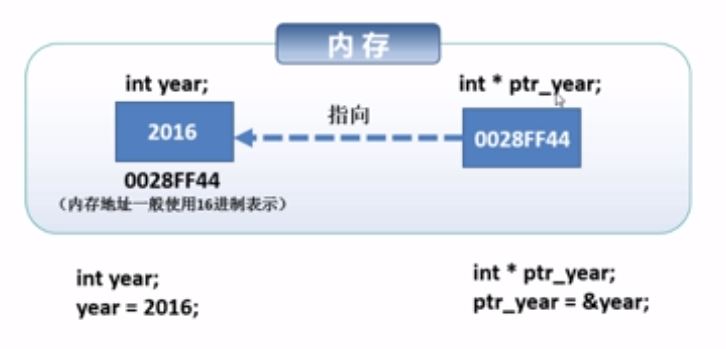 内存
int year;
int * ptr_year;
2016
指向
0028FF44
0028FF44
（内存地址一般使用16进制表示）
int year;
year = 2016;
int * ptr_year;
ptr_year = &year;